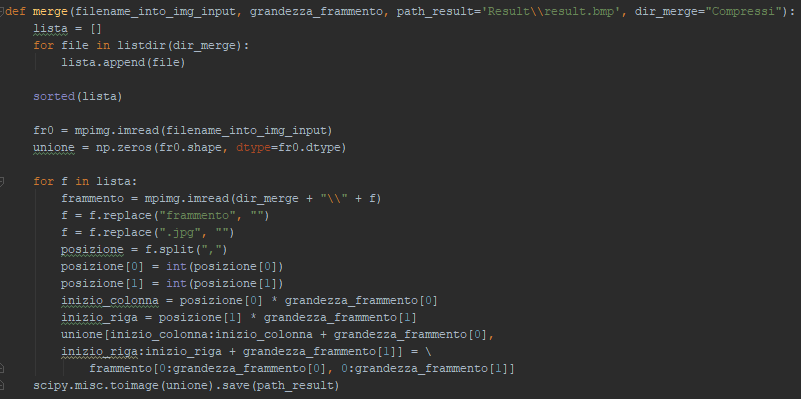 def merge(filename_into_img_input, grandezza_frammento, path_result='Result\\result.bmp', dir_merge="Compressi"):
    lista = []
    for file in listdir(dir_merge):
        lista.append(file)

    sorted(lista)

    fr0 = mpimg.imread(filename_into_img_input)
    unione = np.zeros(fr0.shape, dtype=fr0.dtype)

    for f in lista:
        frammento = mpimg.imread(dir_merge + "\\" + f)
        f = f.replace("frammento", "")
        f = f.replace(".jpg", "")
        posizione = f.split(",")
        posizione[0] = int(posizione[0])
        posizione[1] = int(posizione[1])
        inizio_colonna = posizione[0] * grandezza_frammento[0]
        inizio_riga = posizione[1] * grandezza_frammento[1]
        unione[inizio_colonna:inizio_colonna + grandezza_frammento[0],
        inizio_riga:inizio_riga + grandezza_frammento[1]] = \
            frammento[0:grandezza_frammento[0], 0:grandezza_frammento[1]]
    scipy.misc.toimage(unione).save(path_result)